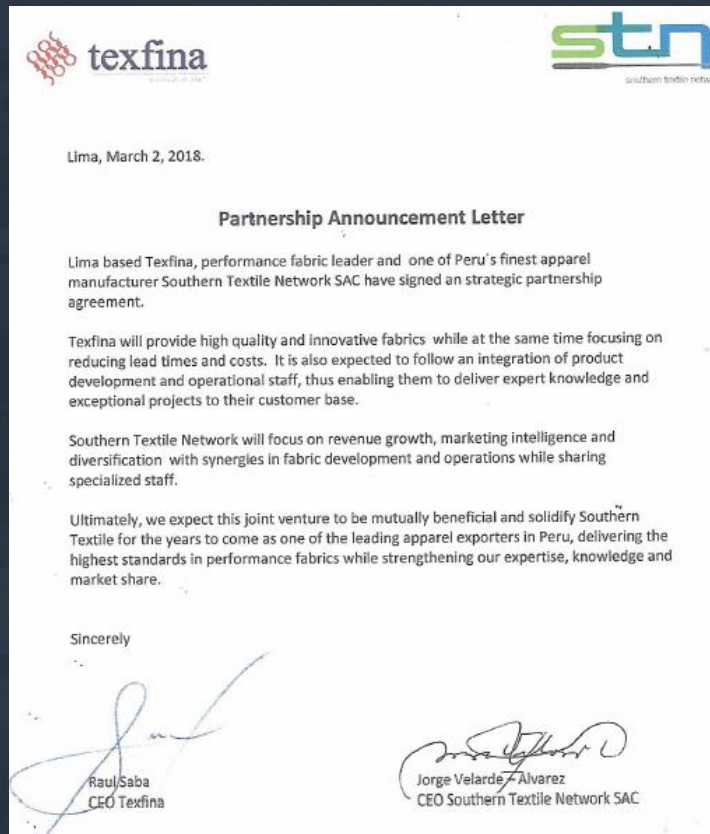 texfina
stn
southern textile netw
Lima, March 2, 2018.
Partnership Announcement Letter
Lima based Texfina, performance fabric leader and one of Peru´s finest apparel
manufacturer Southern Textile Network SAC have signed an strategic partnership
agreement.
Texfina will provide high quality and innovative fabrics while at the same time focusing on
reducing lead times and costs. It is also expected to follow an integration of product
development and operational staff, thus enabling them to deliver expert knowledge and
exceptional projects to their customer base.
Southern Textile Network will focus on revenue growth, marketing intelligence and
diversification with synergies in fabric development and operations while sharing
specialized staff.
Ultimately, we expect this joint venture to be mutually beneficial and solidify Southern
Textile for the years to come as one of the leading apparel exporters in Peru, delivering the
highest standards in performance fabrics while strengthening our expertise, knowledge and
market share.
Sincerely
Raul Saba
CEO Texfina
Jorge Velarde - Alvarez
CEO Southern Textile Network SAC